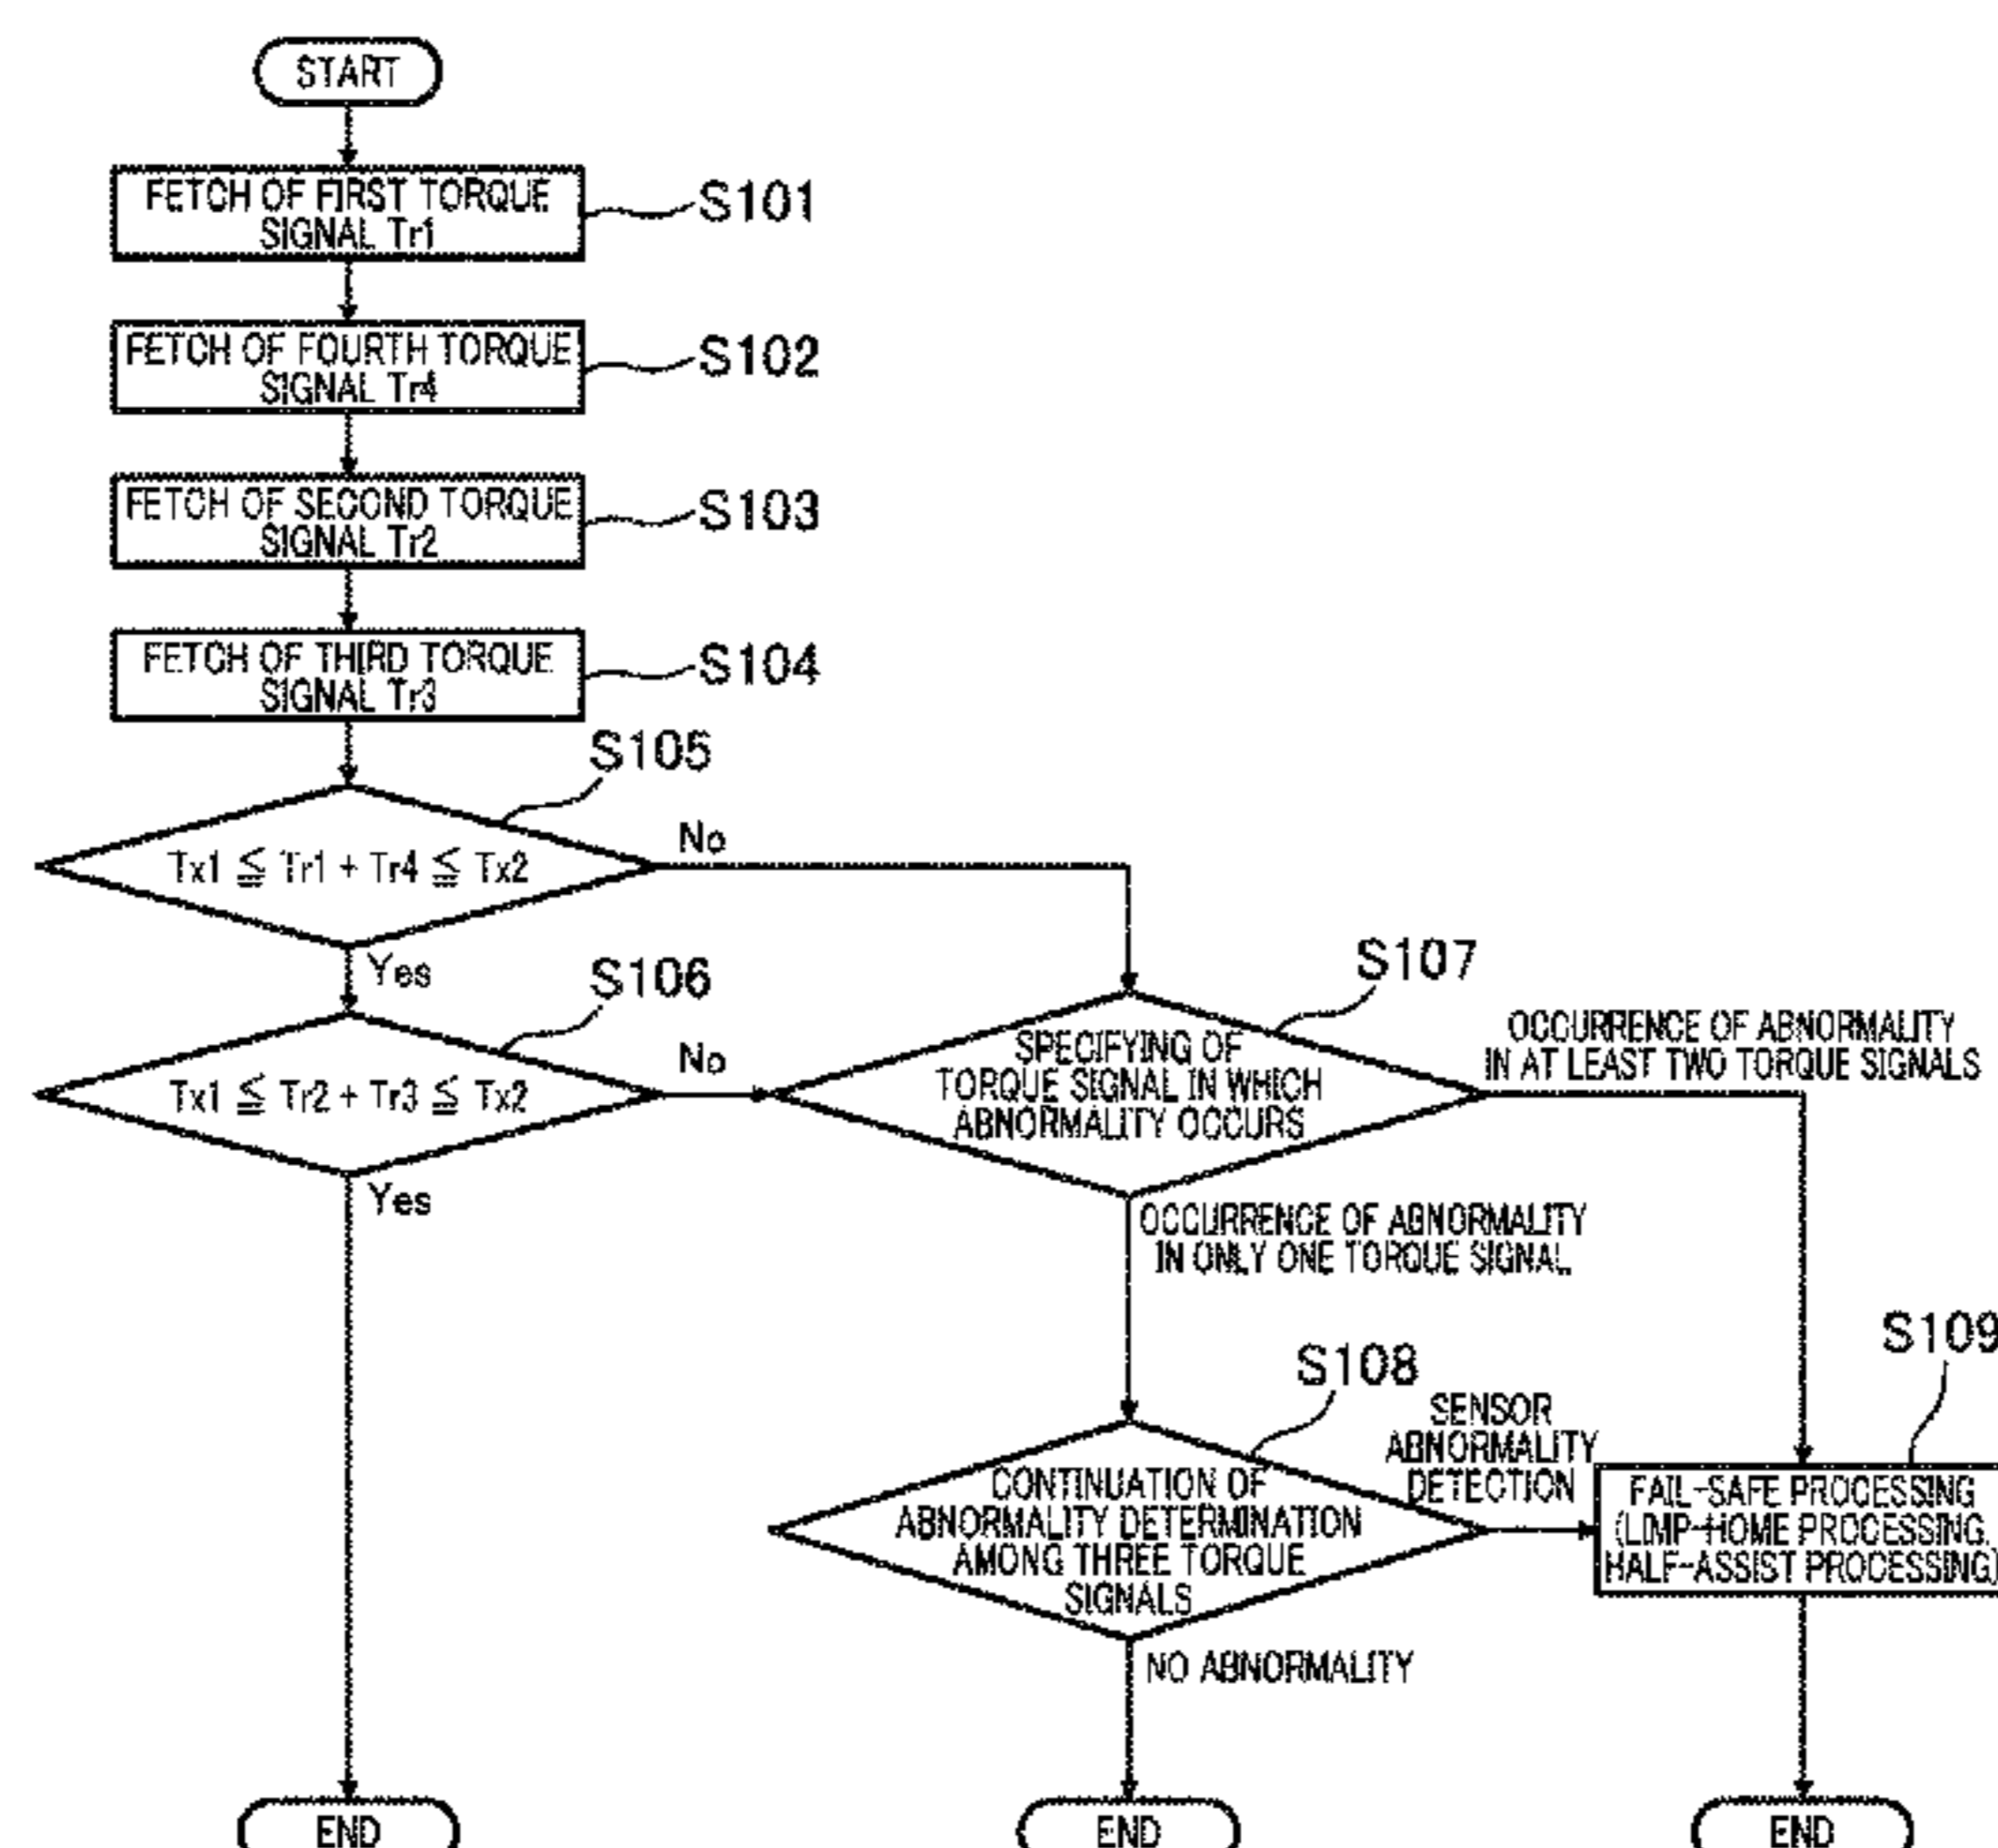 START
FETCH OF FIRST TORQUE
SIGNAL Tr1
S101
FETCH OF FOURTH TORQUE
SIGNAL Tr4
S102
FETCH OF SECOND TORQUE
SIGNAL Tr2
S103
FETCH OF THIRD TORQUE
SIGNAL Tr3
S104
S105
Tx1 ≦ Tr1 + Tr4 ≦ Tx2
No
Yes
S106
Tx1 ≦ Tr2 + Tr3 ≦ Tx2
No
Yes
S107
SPECIFYING OF
TORQUE SIGNAL IN WHICH
ABNORMALITY OCCURS
OCCURRENCE OF ABNORMALITY
IN AT LEAST TWO TORQUE SIGNALS
OCCURRENCE OF ABNORMALITY
IN ONLY ONE TORQUE SIGNAL
S108
CONTINUATION OF
ABNORMALITY DETERMINATION
AMONG THREE TORQUE
SIGNALS
SENSOR
ABNORMALITY
DETECTION
S109
FAIL-SAFE PROCESSING
(LIMP-HOME PROCESSING,
HALF-ASSIST PROCESSING)
NO ABNORMALITY
END
END
END